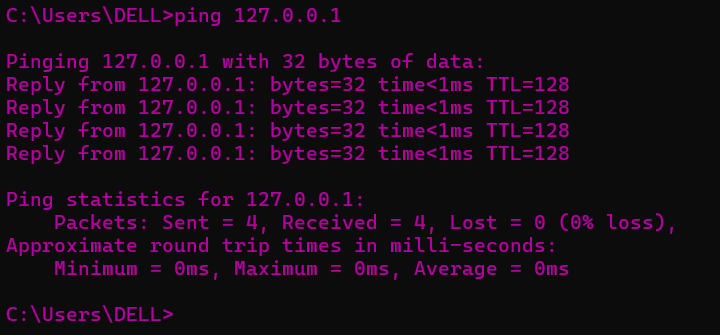 C:\Users\DELL>ping 127.0.0.1
Pinging 127.0.0.1 with 32 bytes of data:
Reply from 127.0.0.1: bytes=32 time<1ms TTL=128
Reply from 127.0.0.1: bytes=32 time<1ms TTL=128
Reply from 127.0.0.1: bytes=32 time<1ms TTL=128
Reply from 127.0.0.1: bytes=32 time<1ms TTL=128
Ping statistics for 127.0.0.1:
    Packets: Sent = 4, Received = 4, Lost = 0 (0% loss),
Approximate round trip times in milli-seconds:
    Minimum = 0ms, Maximum = 0ms, Average = 0ms
C:\Users\DELL>